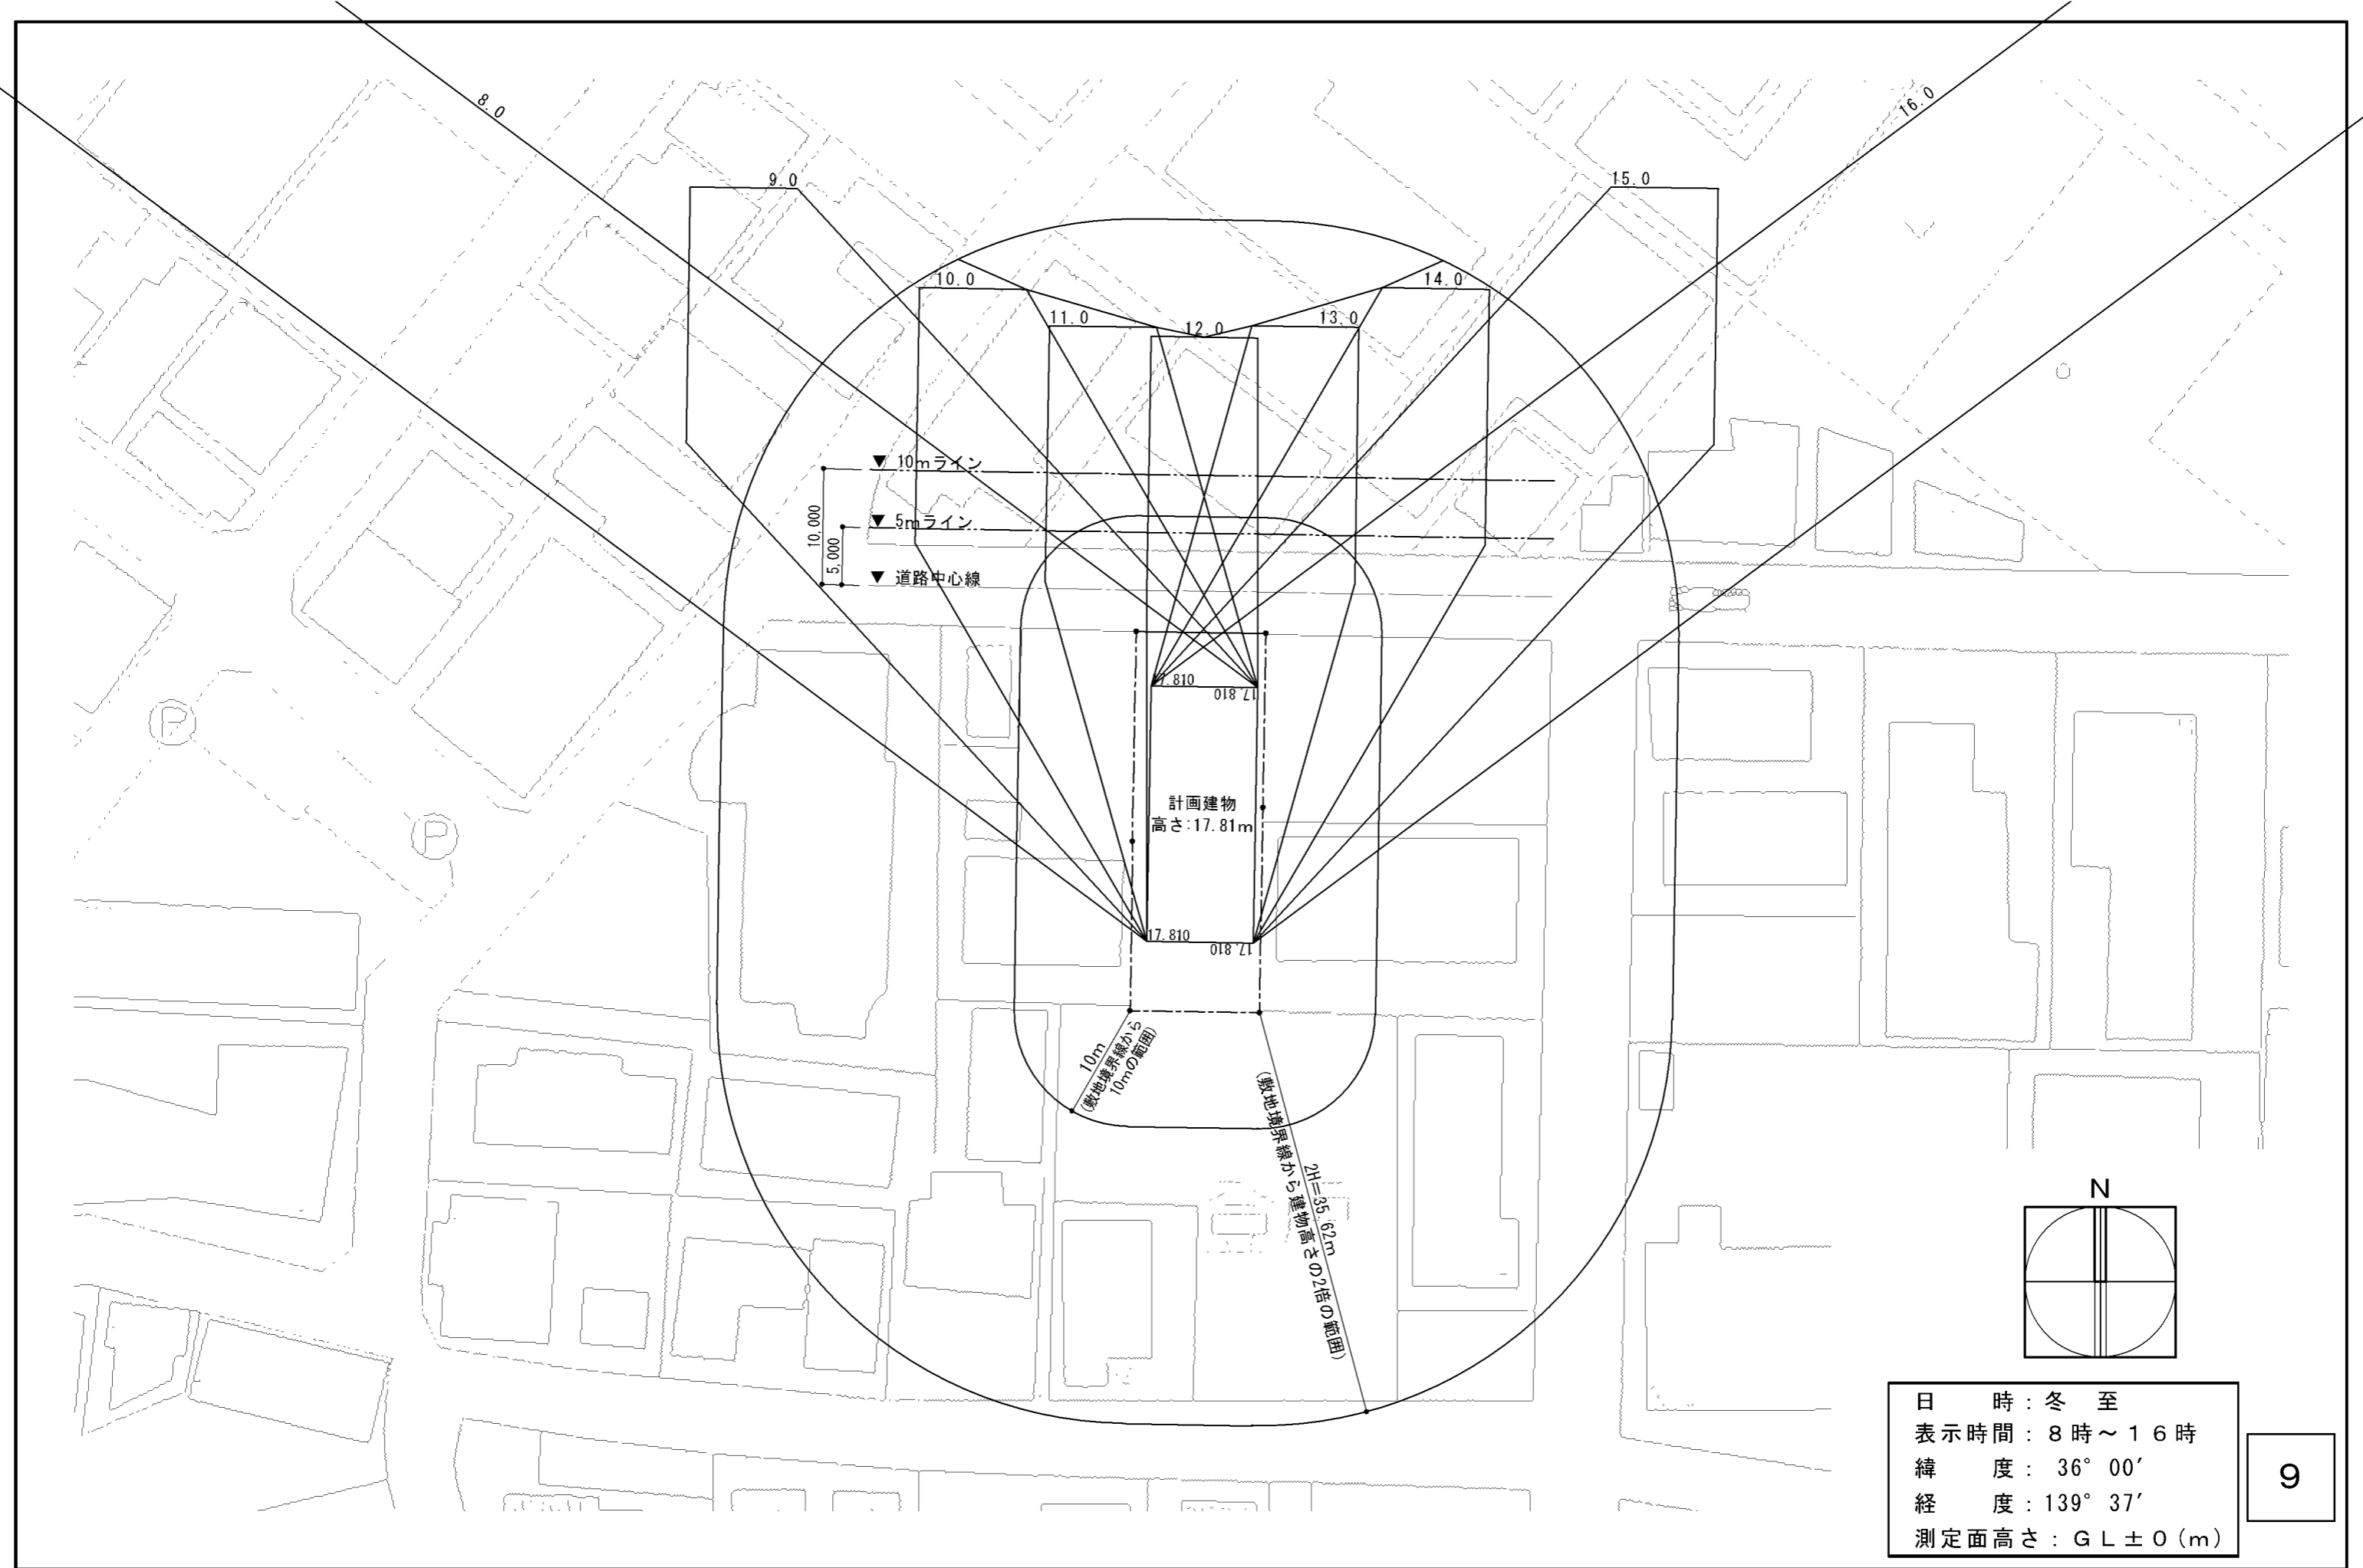 8.0
16.0
9.0
15.0
10.0
14.0
11.0
12.0
13.0
▼ 10mライン
10,000
▼ 5mライン
5,000
▼ 道路中心線
17.810
17.810
P
P
計画建物
高さ:17.81m
17.810
17.810
10m
(敷地境界線から
10mの範囲)
2H=35.62m
(敷地境界線から建物高さの2倍の範囲)
N
日 時:冬 至
表示時間:8時～16時
緯 度: 36°00′
経 度:139°37′
測定面高さ:GL±0(m)
9